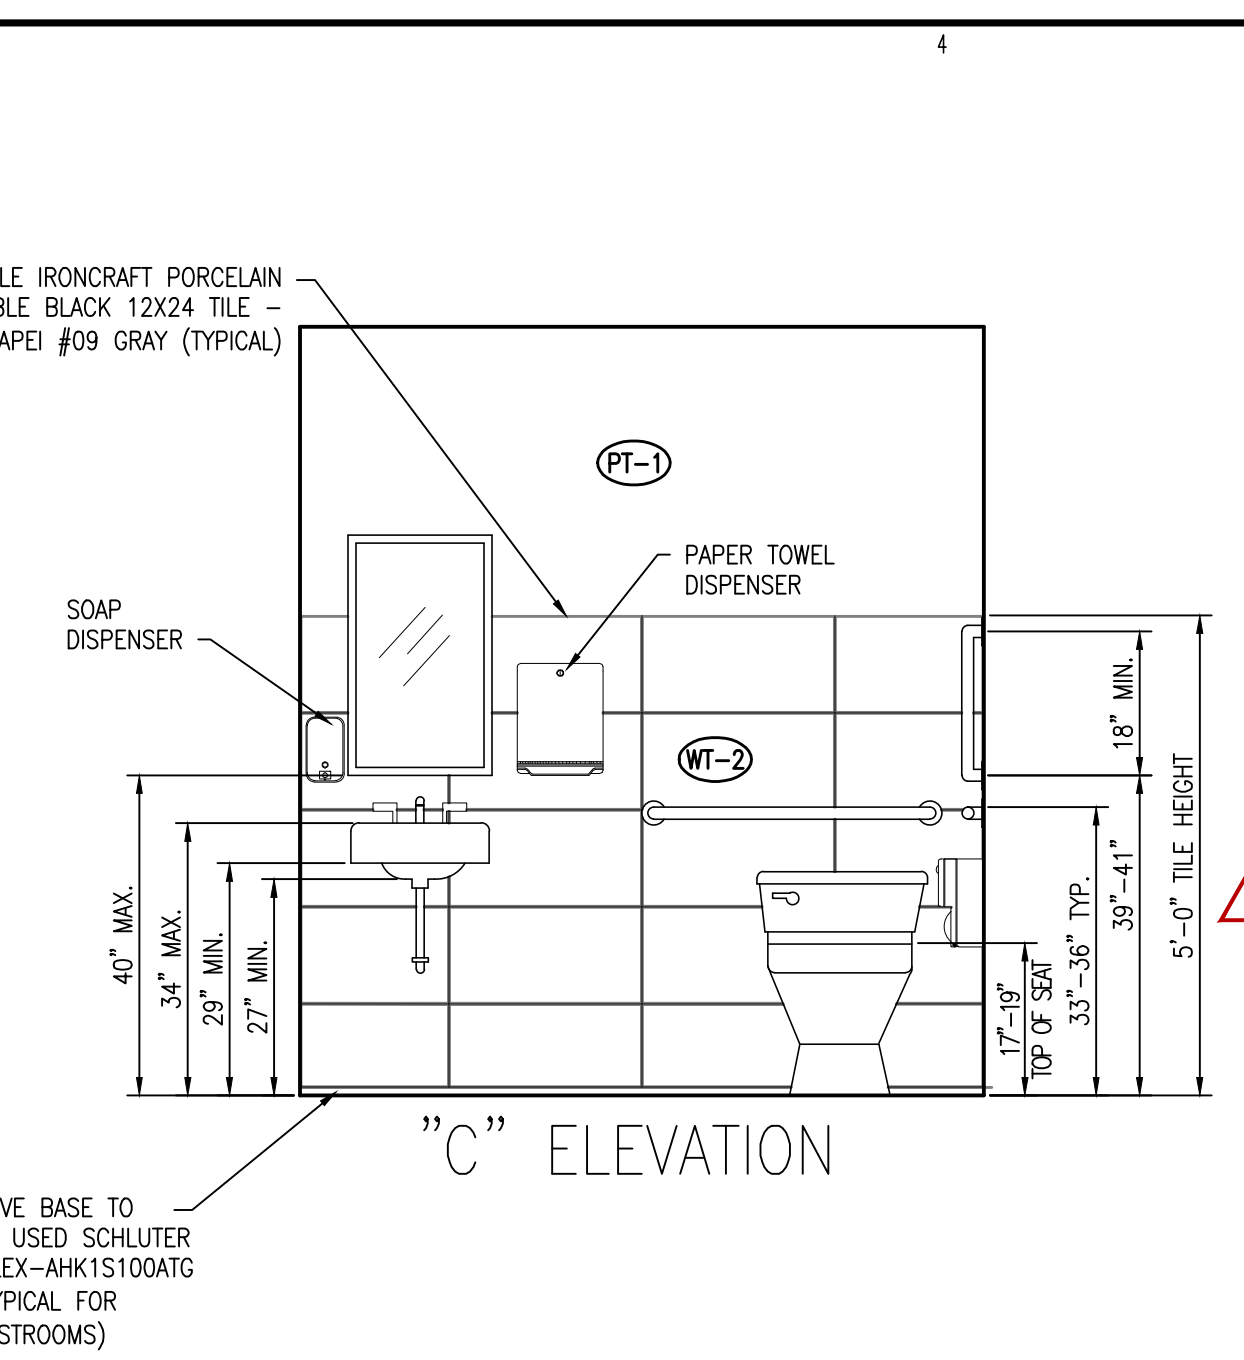 4
LE IRONCRAFT PORCELAIN
BLE BLACK 12X24 TILE –
APEI #09 GRAY (TYPICAL)
PT–1
PAPER TOWEL
DISPENSER
SOAP
DISPENSER
WT–2
40" MAX.
34" MAX.
29" MIN.
27" MIN.
17"–19"
TOP OF SEAT
33"–36" TYP.
39"–41"
18" MIN.
5'–0" TILE HEIGHT
"C" ELEVATION
VE BASE TO
USED SCHLUTER
LEX–AHK1S100ATG
YPICAL FOR
STROOMS)